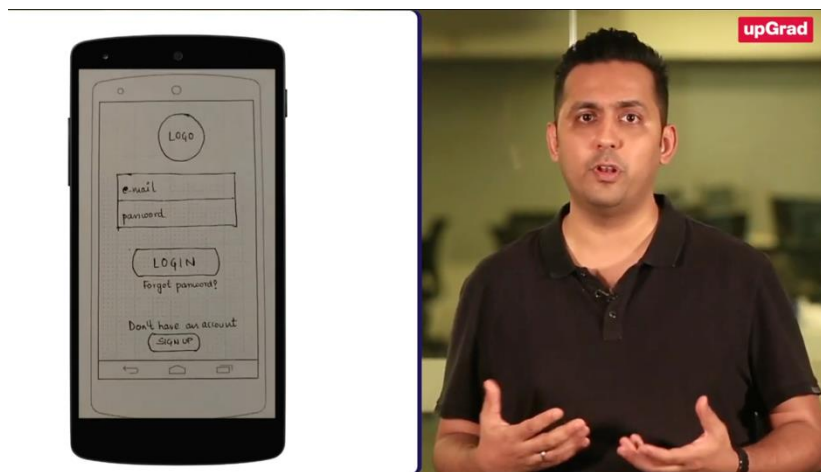 upGrad
LOGO
e-mail
password
LOGIN
Forgot password?
Don't have an account
SIGN UP